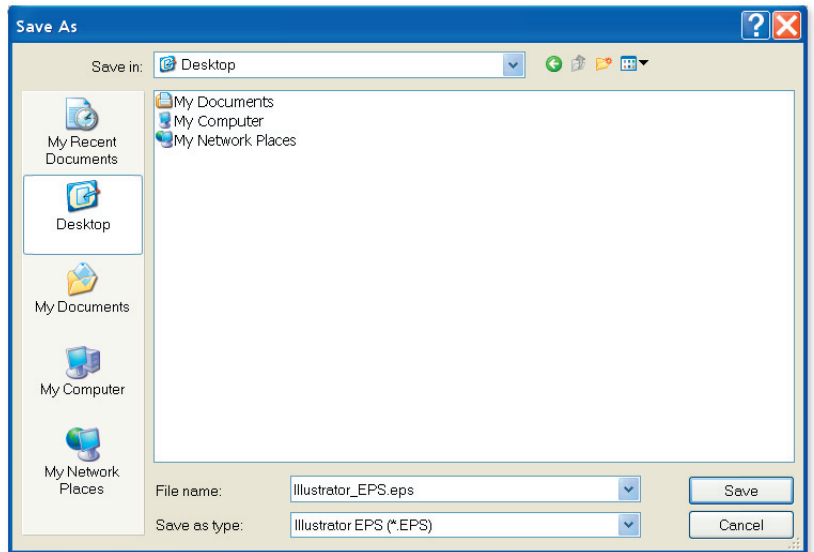 Save As
Save in:
Desktop
My Documents
My Computer
My Network Places
My Recent
Documents
Desktop
My Documents
My Computer
My Network
Places
File name:
Illustrator_EPS.eps
Save
Save as type:
Illustrator EPS (*.EPS)
Cancel